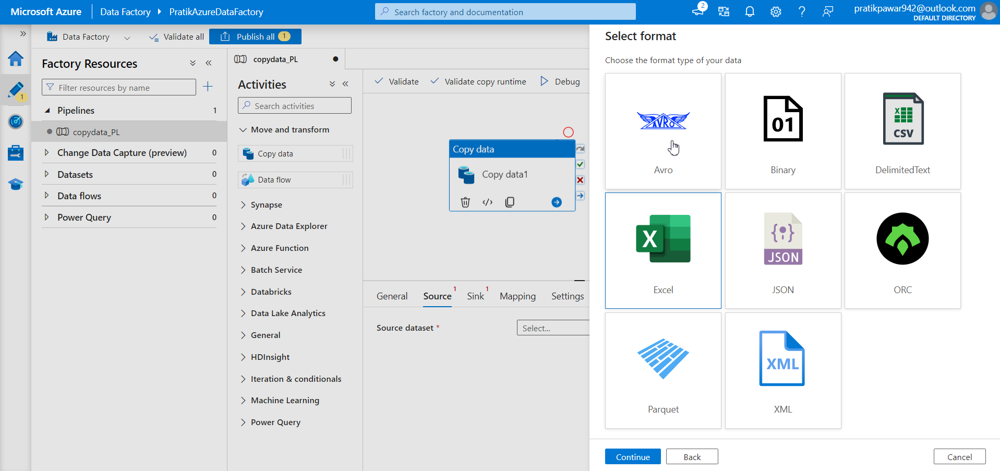 Microsoft Azure
Data Factory
PratikAzureDataFactory
Search factory and documentation
2
pratikpawar942@outlook.com
DEFAULT DIRECTORY
Data Factory
Validate all
Publish all
1
1
Factory Resources
Filter resources by name
Pipelines
1
copydata_PL
Change Data Capture (preview)
0
Datasets
0
Data flows
0
Power Query
0
copydata_PL
Activities
Search activities
Move and transform
Copy data
Data flow
Synapse
Azure Data Explorer
Azure Function
Batch Service
Databricks
Data Lake Analytics
General
HDInsight
Iteration & conditionals
Machine Learning
Power Query
Validate
Validate copy runtime
Debug
Copy data
Copy data1
General
Source
1
Sink
1
Mapping
Settings
Source dataset *
Select...
Select format
Choose the format type of your data
AVRO
Avro
01
Binary
X
CSV
DelimitedText
X
Excel
JSON
JSON
ORC
Parquet
XML
XML
Continue
Back
Cancel